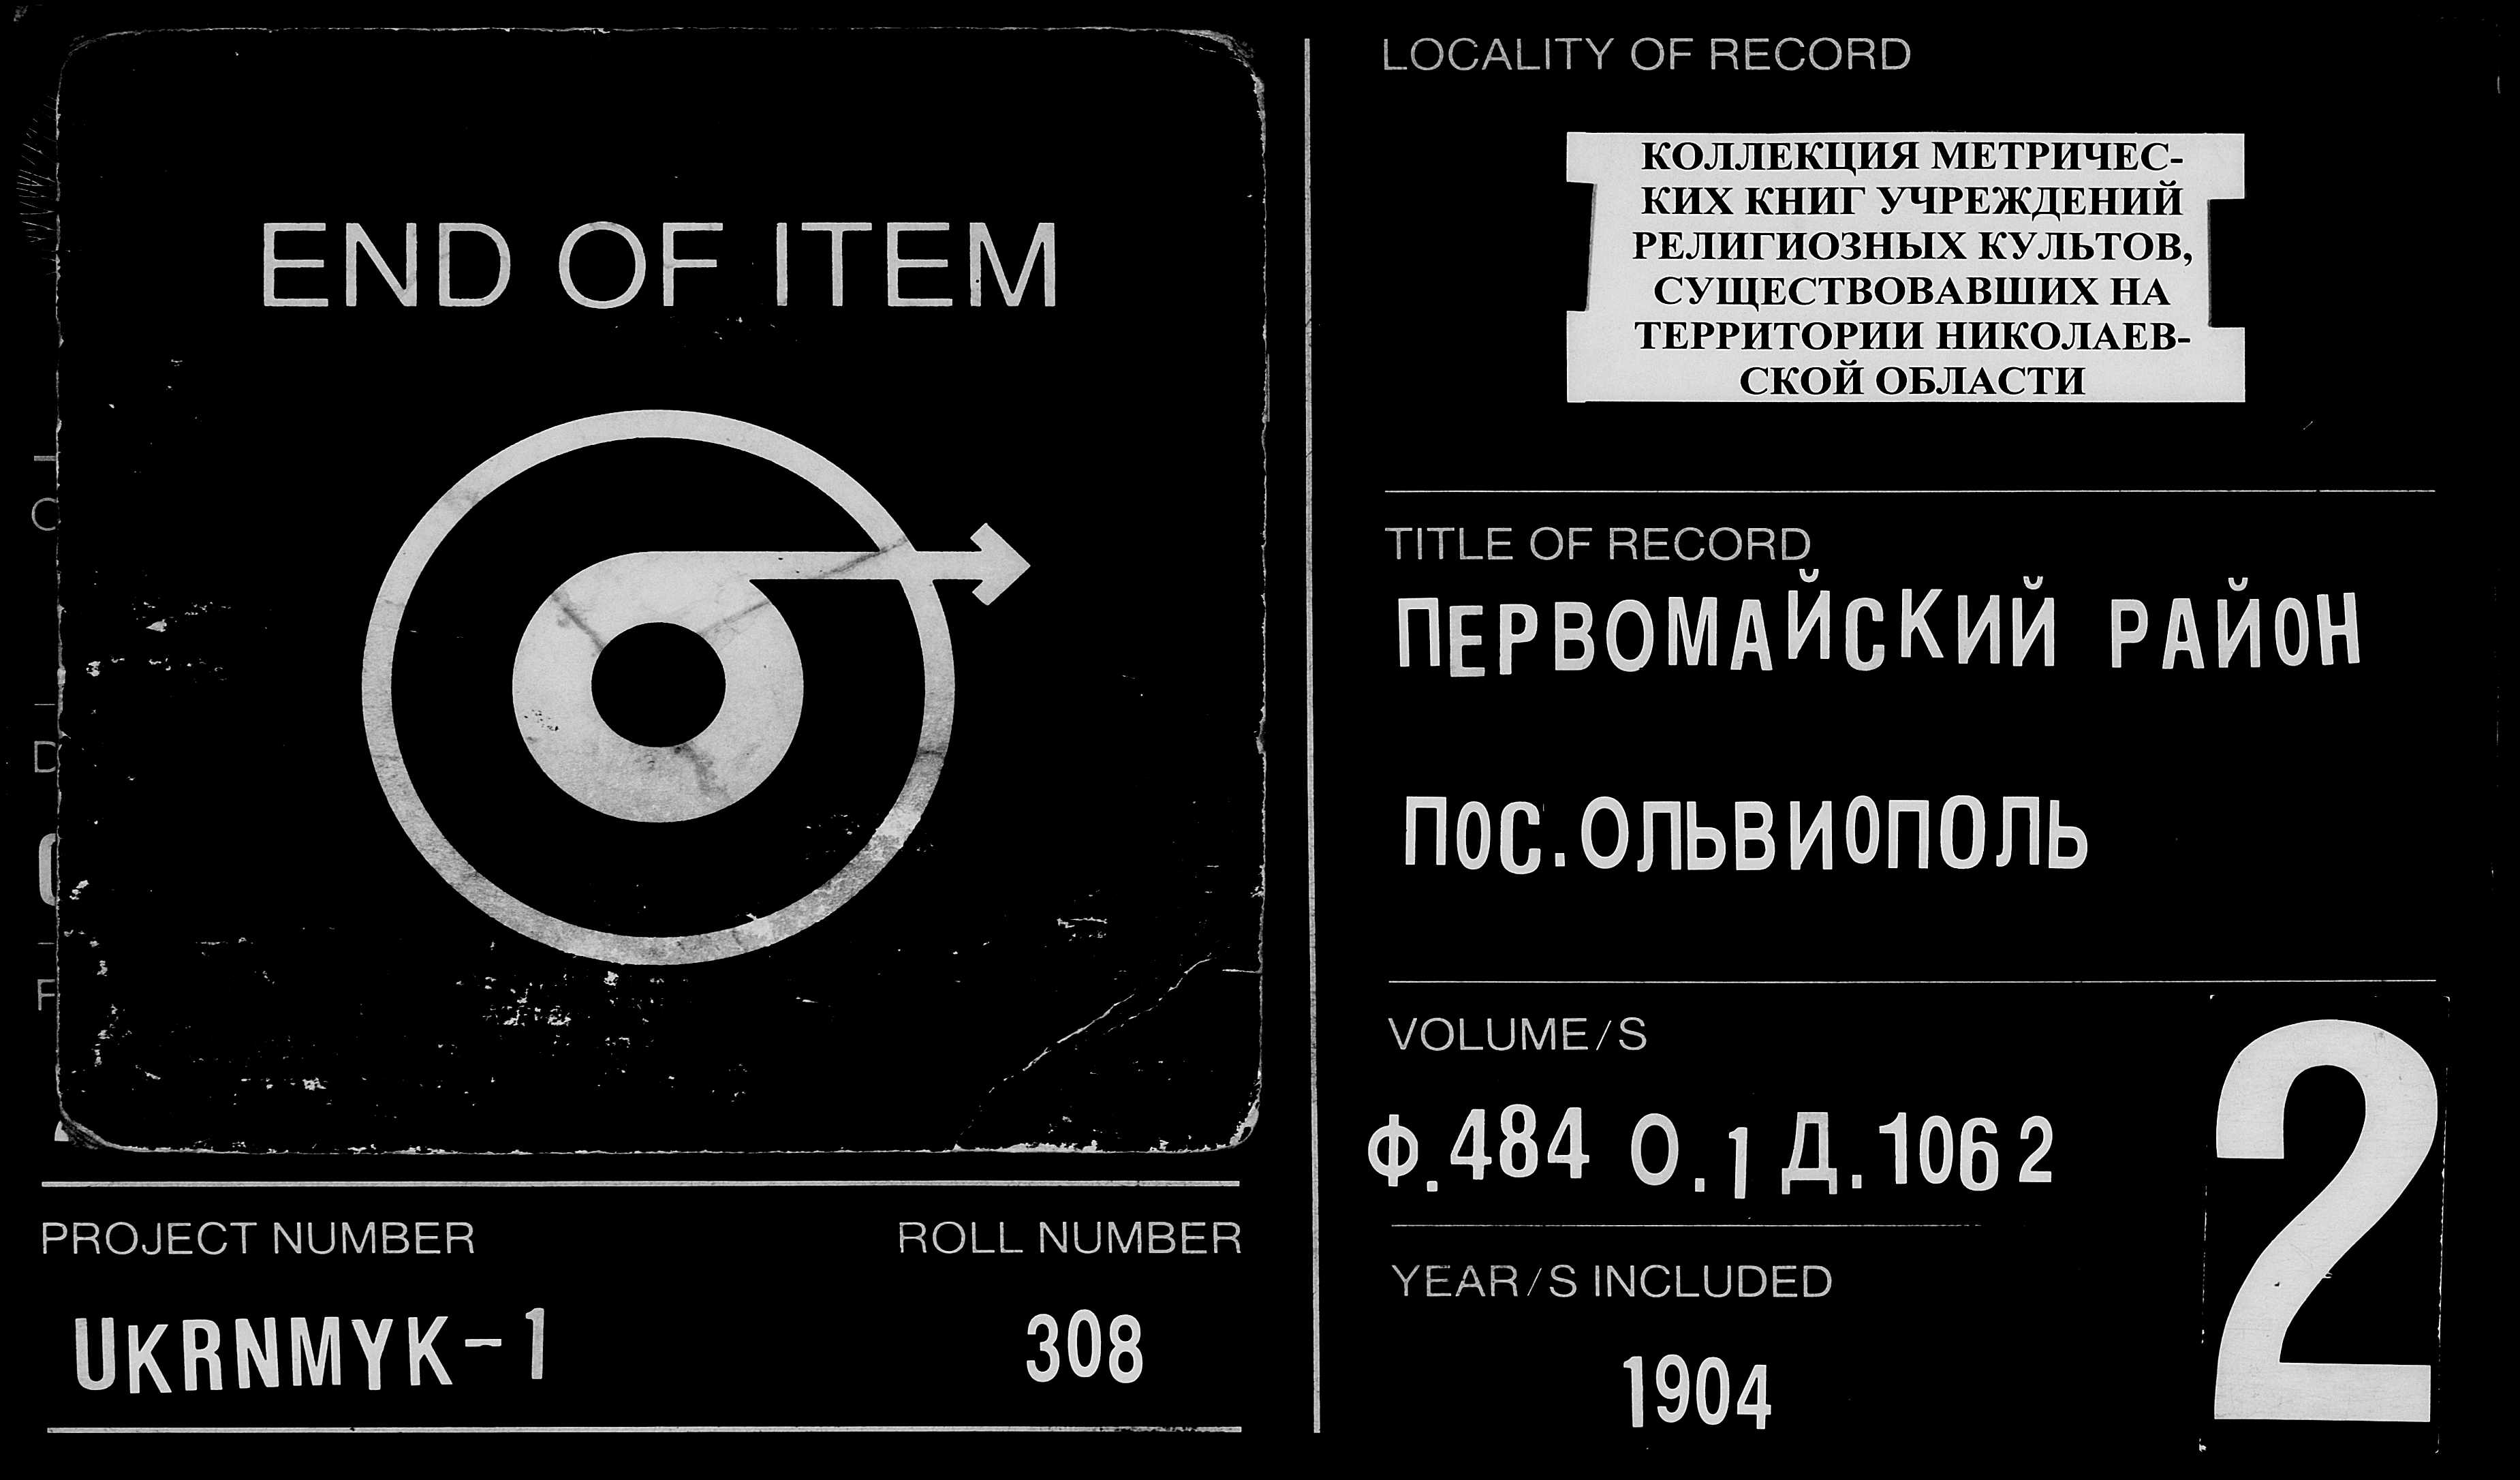 END OF ITEM
PROJECT NUMBER
ROLL NUMBER
UKRNMYK-1
308
LOCALITY OF RECORD
КОЛЛЕКЦИЯ МЕТРИЧЕС-
КИХ КНИГ УЧРЕЖДЕНИЙ
РЕЛИГИОЗНЫХ КУЛЬТОВ,
СУЩЕСТВОВАВШИХ НА
ТЕРРИТОРИИ НИКОЛАЕВ-
СКОЙ ОБЛАСТИ
TITLE OF RECORD
ПЕРВОМАЙСКИЙ РАЙОН
ПОС. ОЛЬВИОПОЛЬ
VOLUME/S
Ф.484 О.1 Д.1062
YEAR/S INCLUDED
1904
2